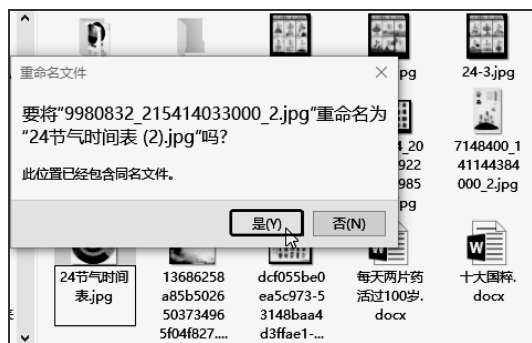 pg
24-3.jpg
重命名文件
要将“9980832_215414033000_2.jpg”重命名为
“24节气时间表 (2).jpg”吗?
此位置已经包含同名文件。
是(Y)
否(N)
4_20
922
985
pg
7148400_1
41144384
000_2.jpg
24节气时间
表.jpg
13686258
a85b5026
50373496
5f04f827....
dcf055be0
ea5c973-5
3148baa4
d3ffae1-...
每天两片药
活过100岁.
docx
十大国粹.
docx